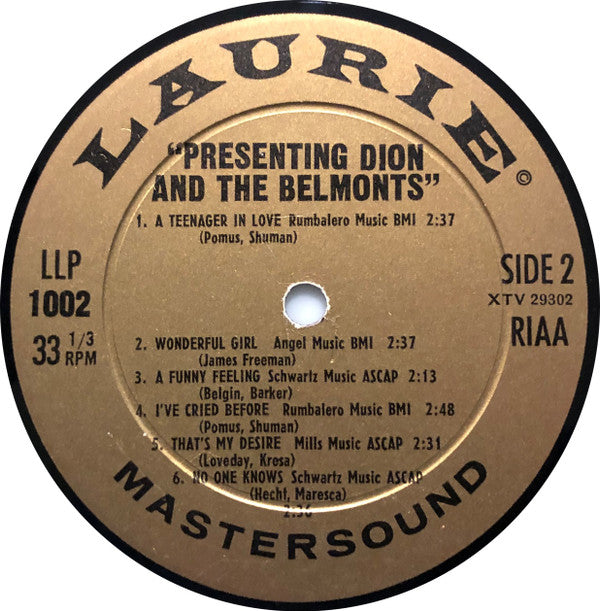 LAURIE ©
"PRESENTING DION
AND THE BELMONTS"
1. A TEENAGER IN LOVE Rumbalero Music BMI 2:37
(Pomus, Shuman)
LLP
1002
33 1/3 RPM
SIDE 2
XTV 29302
RIAA
2. WONDERFUL GIRL Angel Music BMI 2:37
(James Freeman)
3. A FUNNY FEELING Schwartz Music ASCAP 2:13
(Belgin, Barker)
4. I'VE CRIED BEFORE Rumbalero Music BMI 2:48
(Pomus, Shuman)
5. THAT'S MY DESIRE Mills Music ASCAP 2:31
(Loveday, Kresa)
6. NO ONE KNOWS Schwartz Music ASCAP
(Hecht, Maresca)
2:36
MASTERSOUND